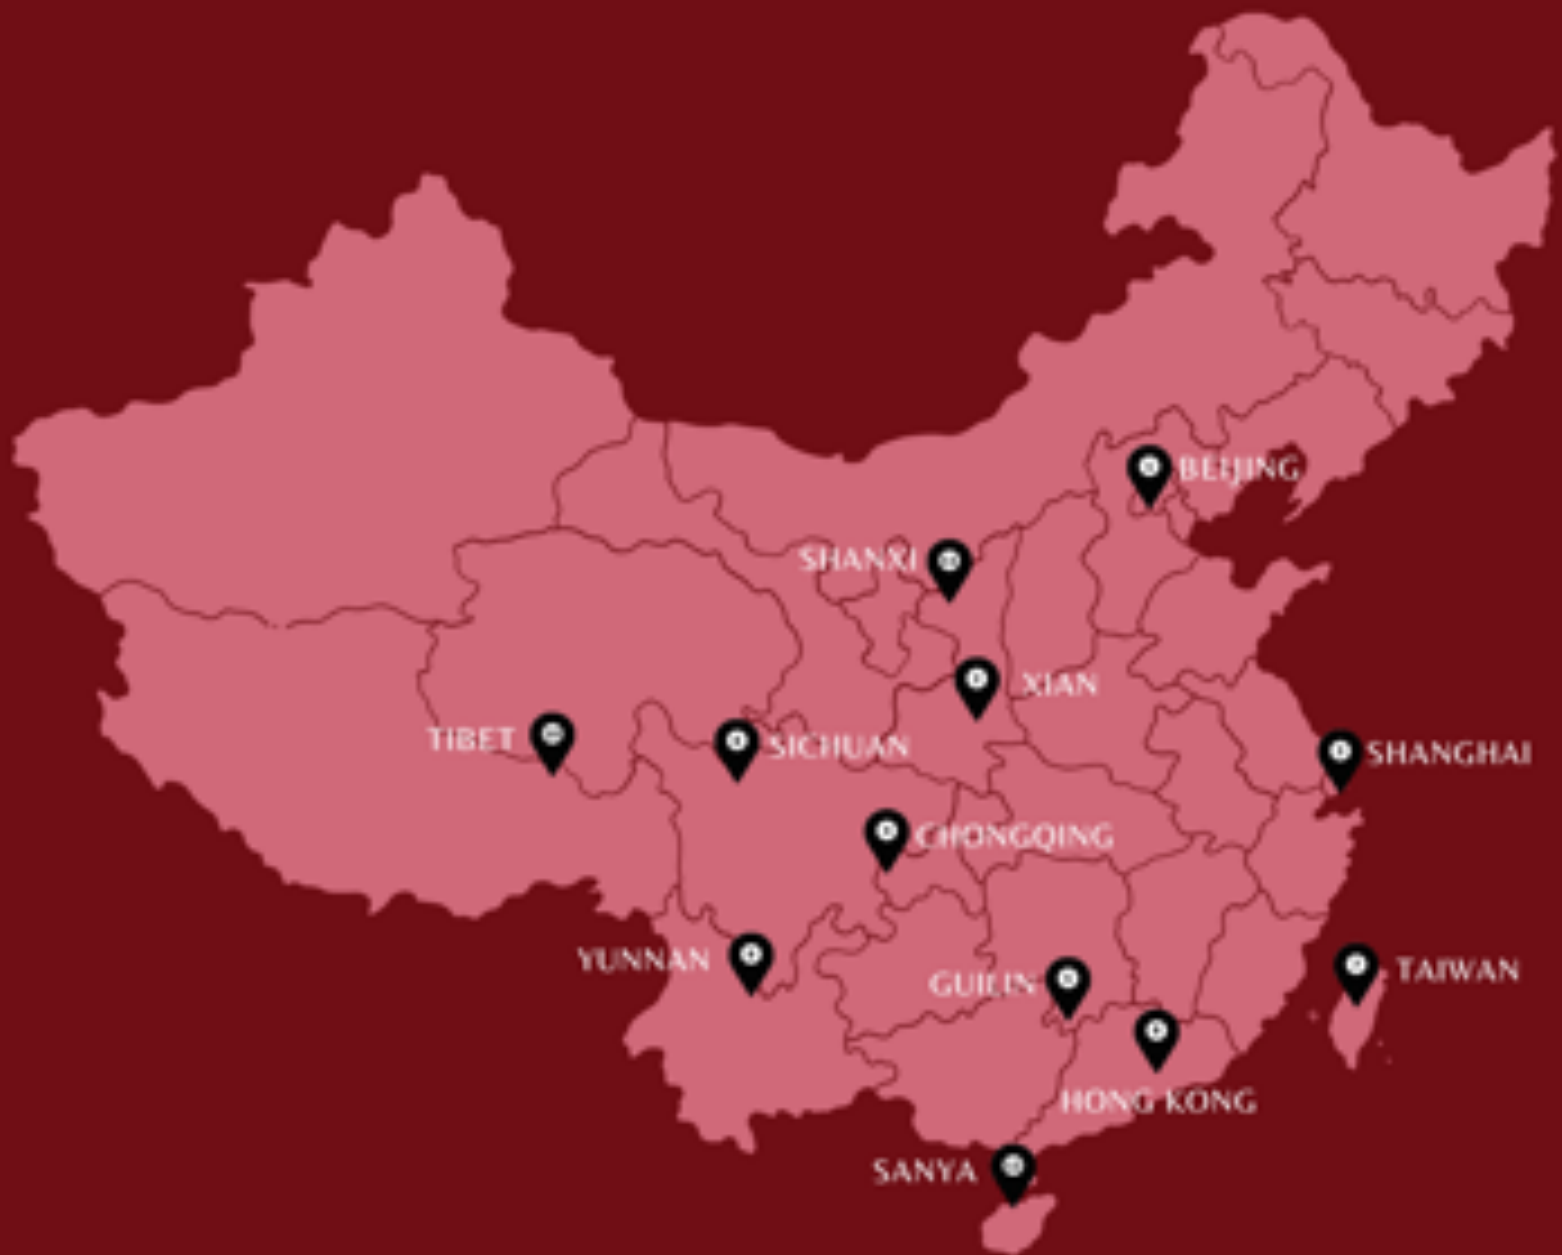 BEIJING
SHANXI
XIAN
TIBET
SICHUAN
SHANGHAI
CHONGQING
YUNNAN
GUILIN
TAIWAN
HONG KONG
SANYA